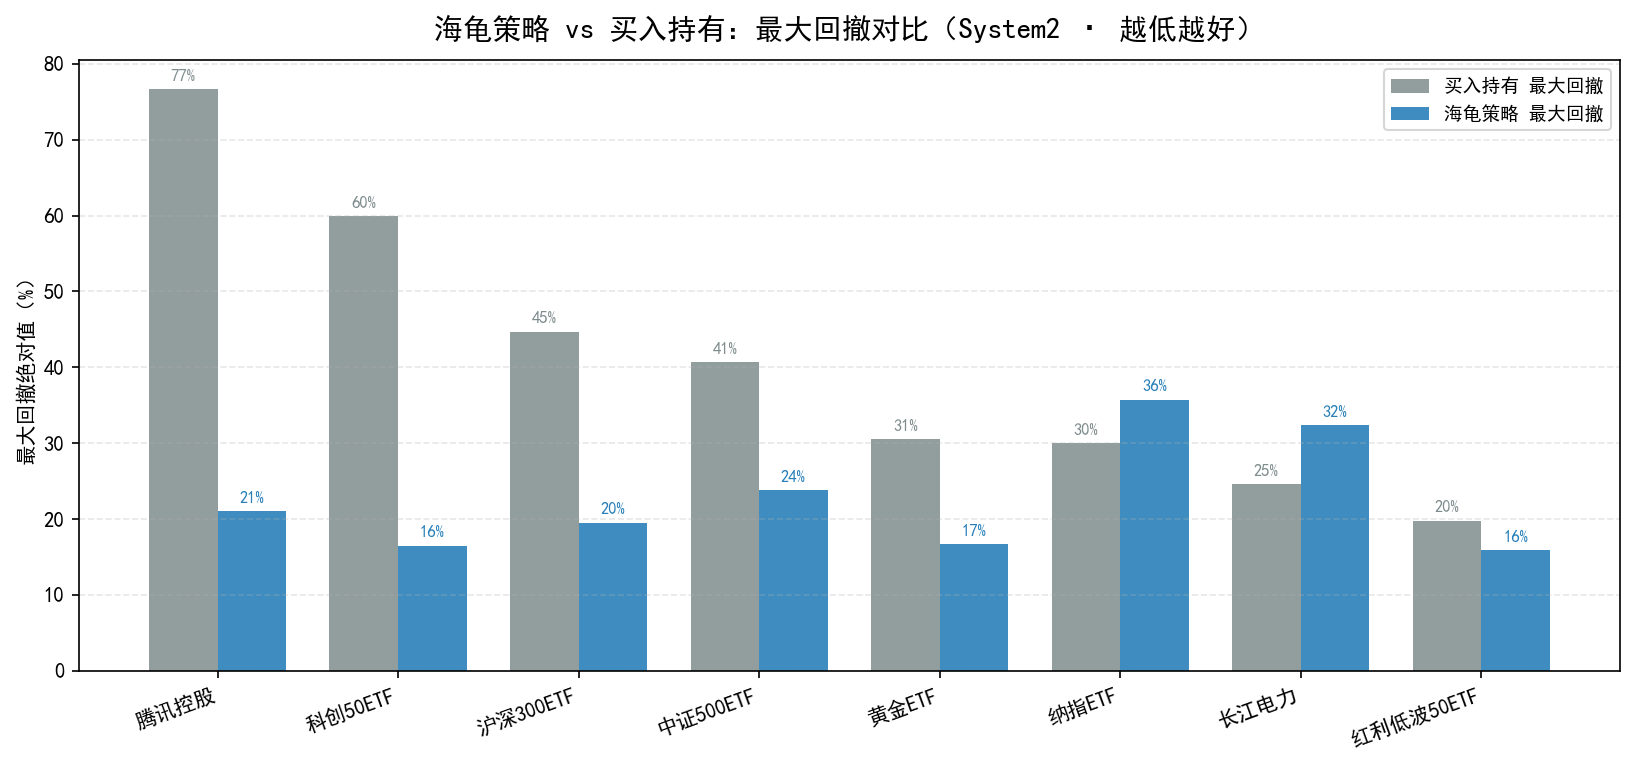 海龟策略 vs 买入持有：最大回撤对比（System2 · 越低越好）
买入持有 最大回撤
海龟策略 最大回撤
最大回撤绝对值（%）
80
70
60
50
40
30
20
10
0
77%
21%
60%
16%
45%
20%
41%
24%
31%
17%
30%
36%
25%
32%
20%
16%
腾讯控股
科创50ETF
沪深300ETF
中证500ETF
黄金ETF
纳指ETF
长江电力
红利低波50ETF